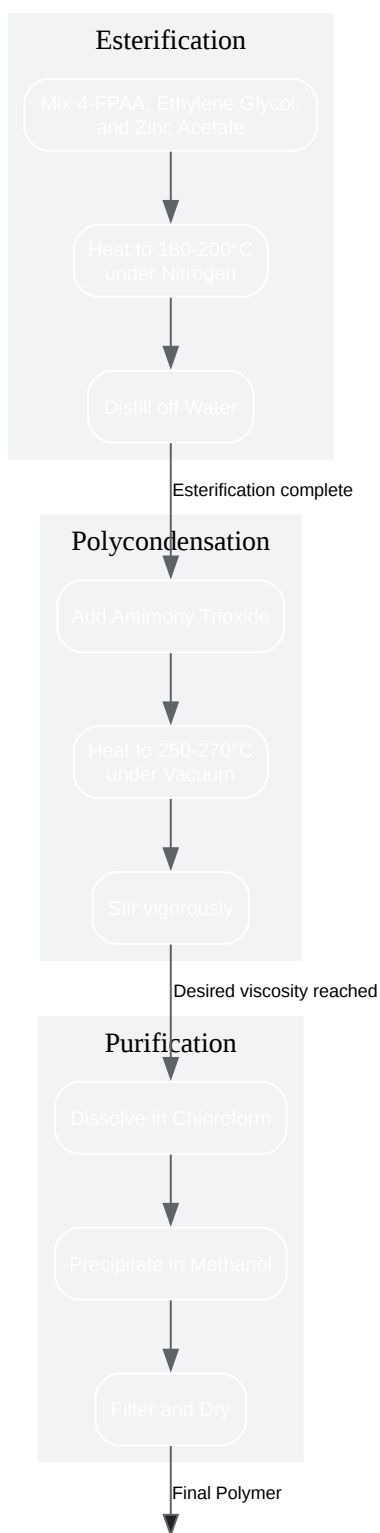 Esterification
Mix 4-FPAA, Ethylene Glycol,
and Zinc Acetate
Heat to 180-200°C
under Nitrogen
Distill off Water
Esterification complete
Polycondensation
Add Antimony Trioxide
Heat to 250-270°C
under Vacuum
Stir vigorously
Desired viscosity reached
Purification
Dissolve in Chloroform
Precipitate in Methanol
Filter and Dry
Final Polymer